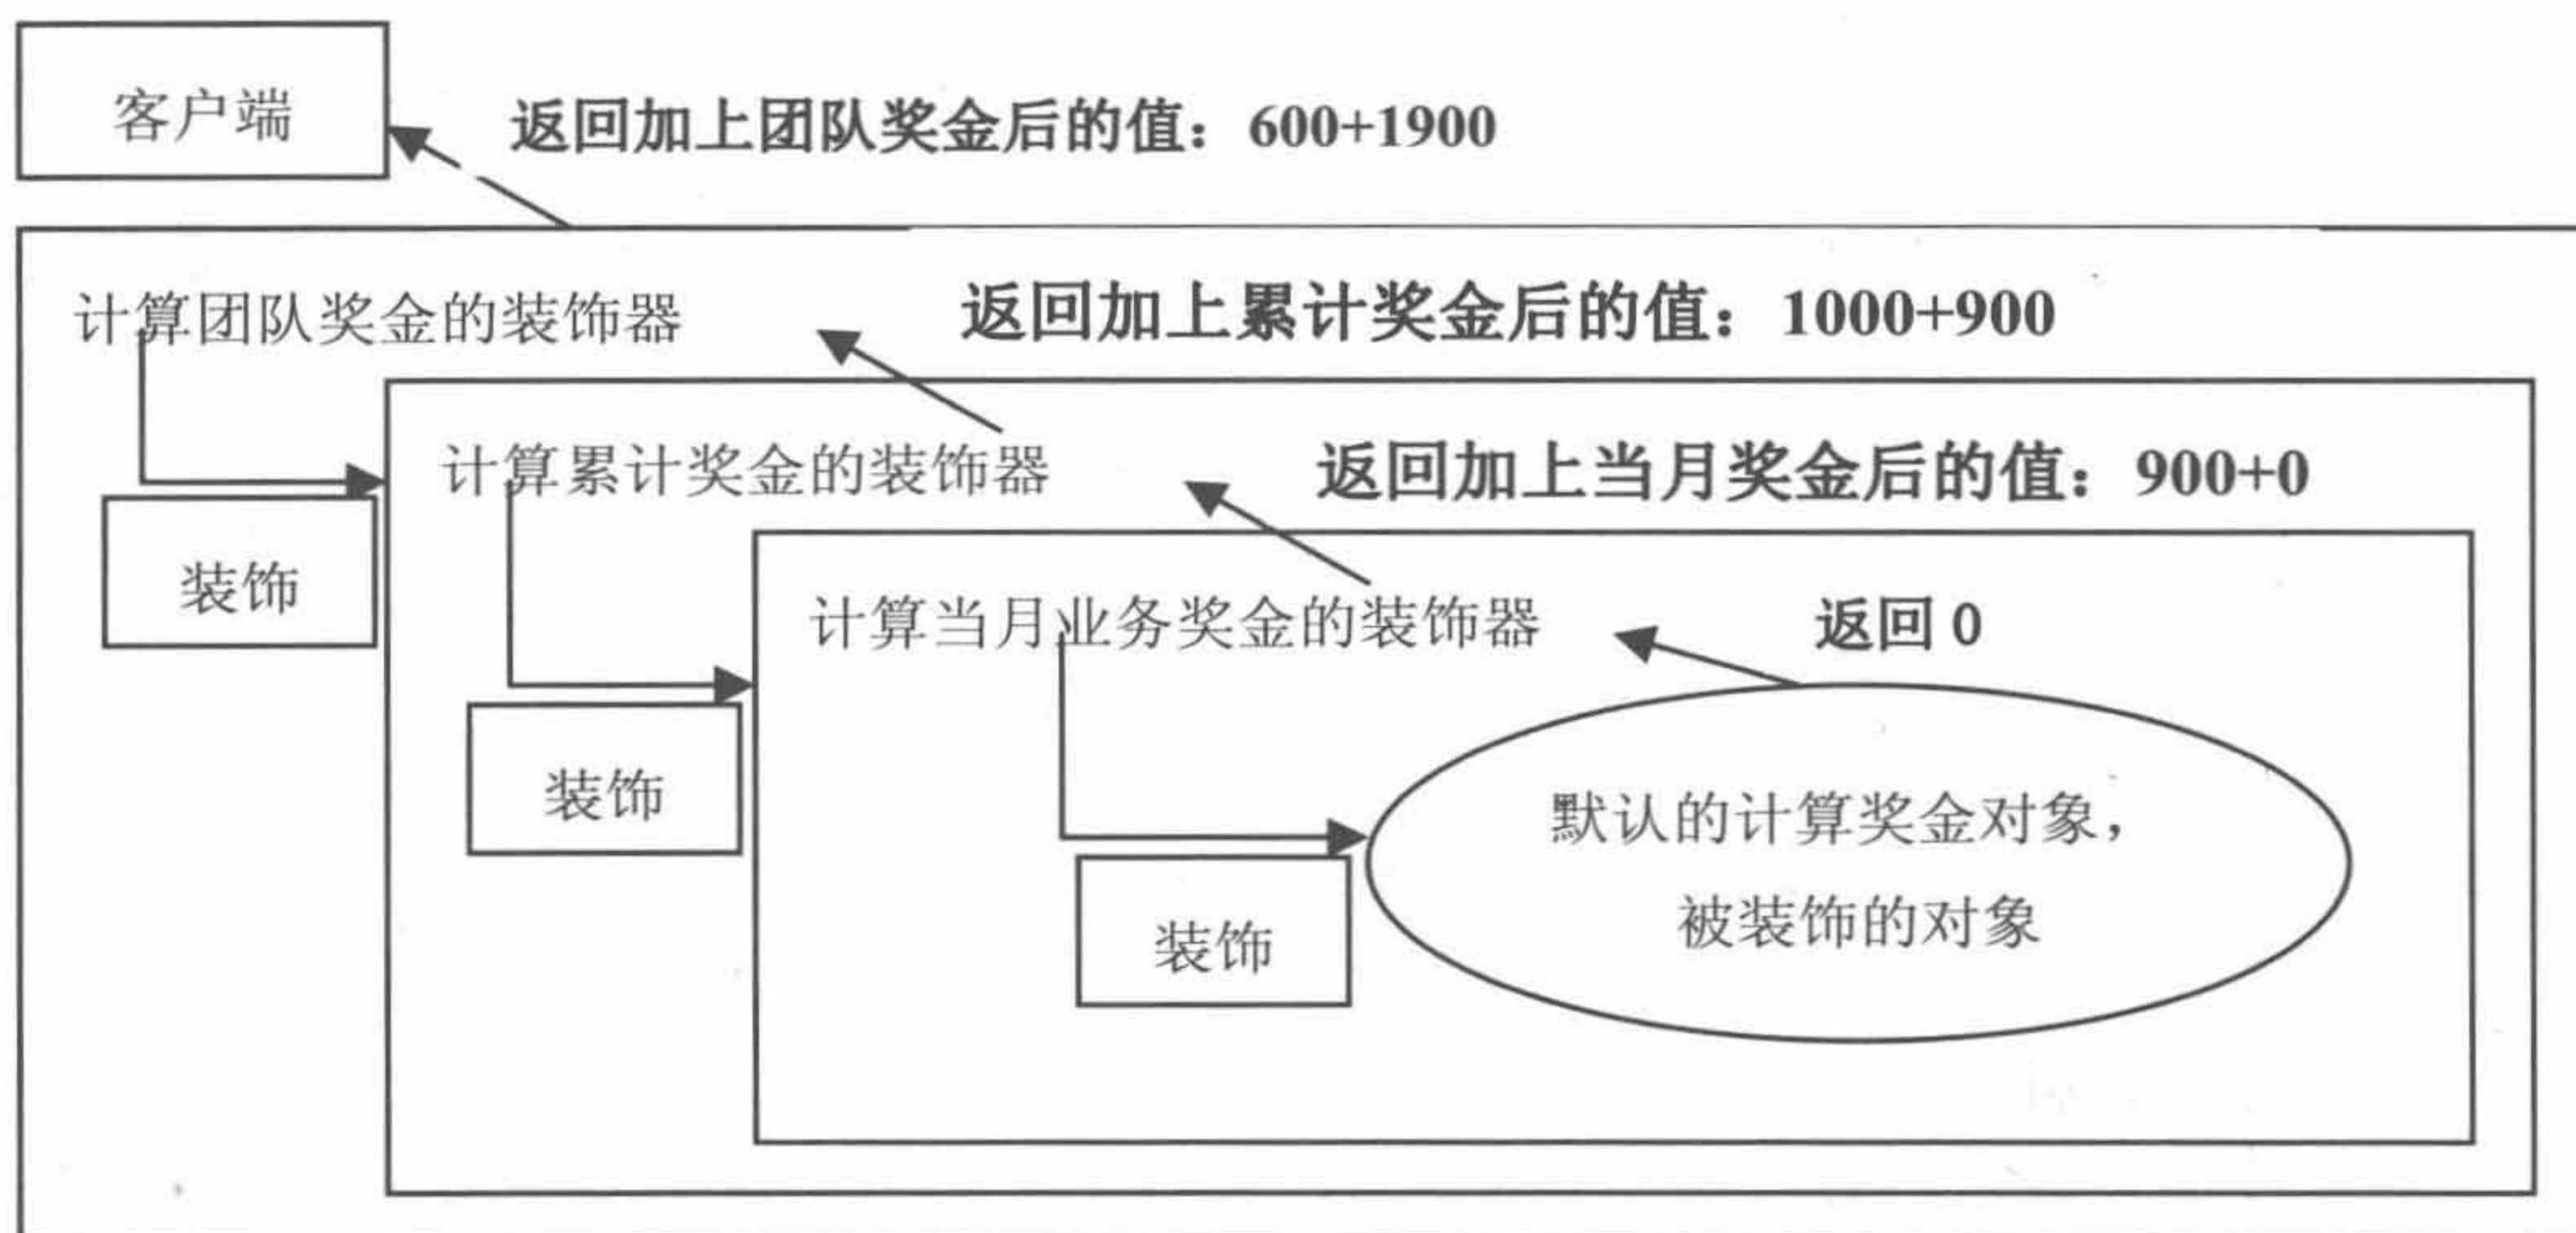 客户端
返回加上团队奖金后的值：600+1900
计算团队奖金的装饰器
返回加上累计奖金后的值：1000+900
装饰
计算累计奖金的装饰器
返回加上当月奖金后的值：900+0
装饰
计算当月业务奖金的装饰器
返回 0
装饰
默认的计算奖金对象，
被装饰的对象